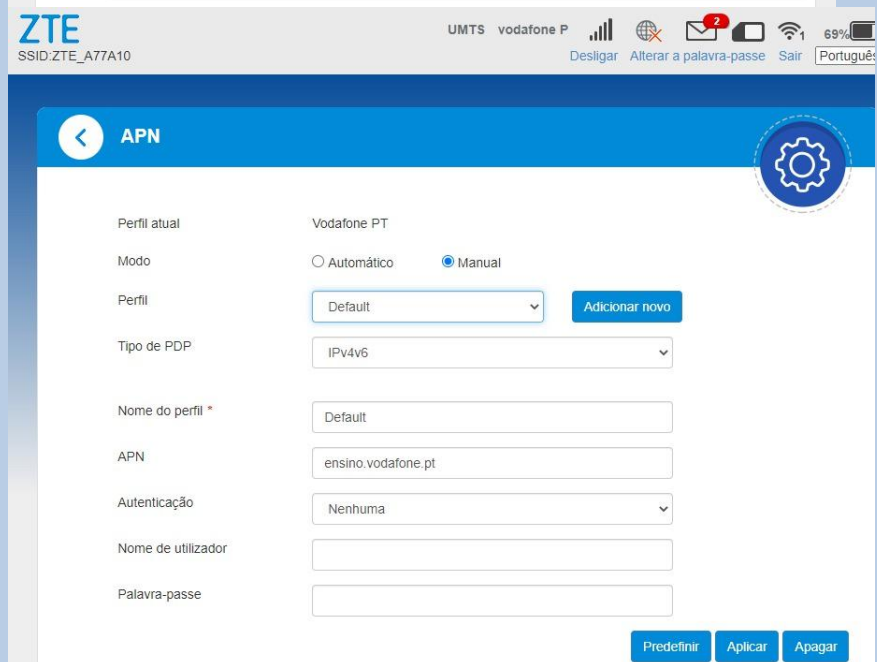 ZTE
UMTS vodafone P 2 1 69%
SSID:ZTE_A77A10
Desligar Alterar a palavra-passe Sair Português
APN
Perfil atual Vodafone PT
Modo Automático Manual
Perfil Default Adicionar novo
Tipo de PDP IPv4v6
Nome do perfil * Default
APN ensino.vodafone.pt
Autenticação Nenhuma
Nome de utilizador
Palavra-passe
Predefinir Aplicar Apagar